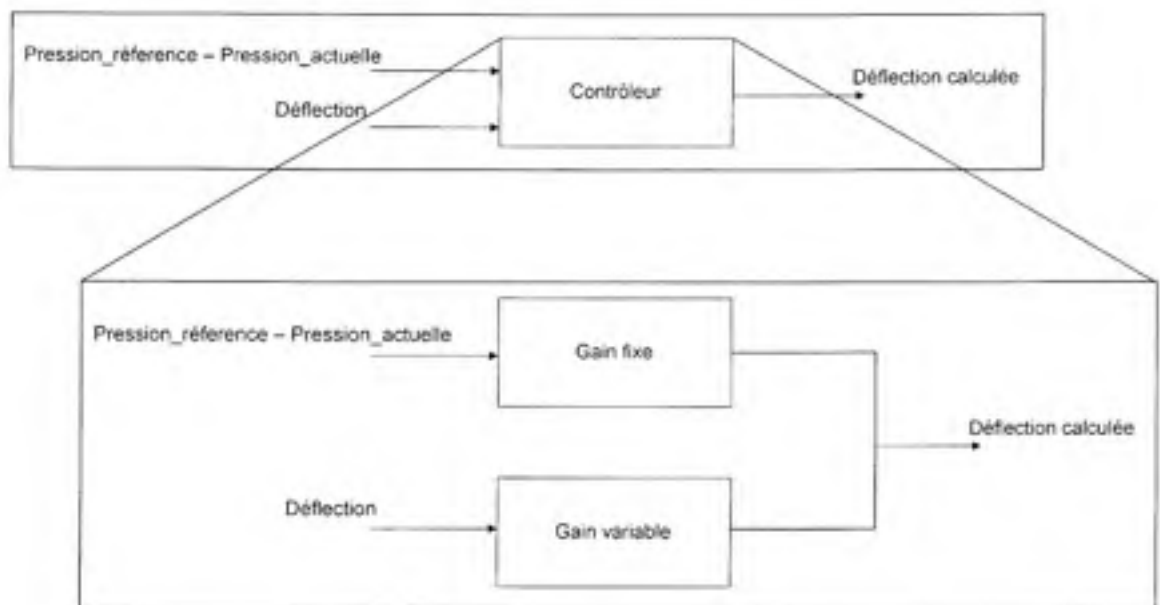 Pression_réference – Pression_actuelle
Contrôleur
Déflection calculée
Déflection
Pression_réference – Pression_actuelle
Gain fixe
Déflection calculée
Déflection
Gain variable